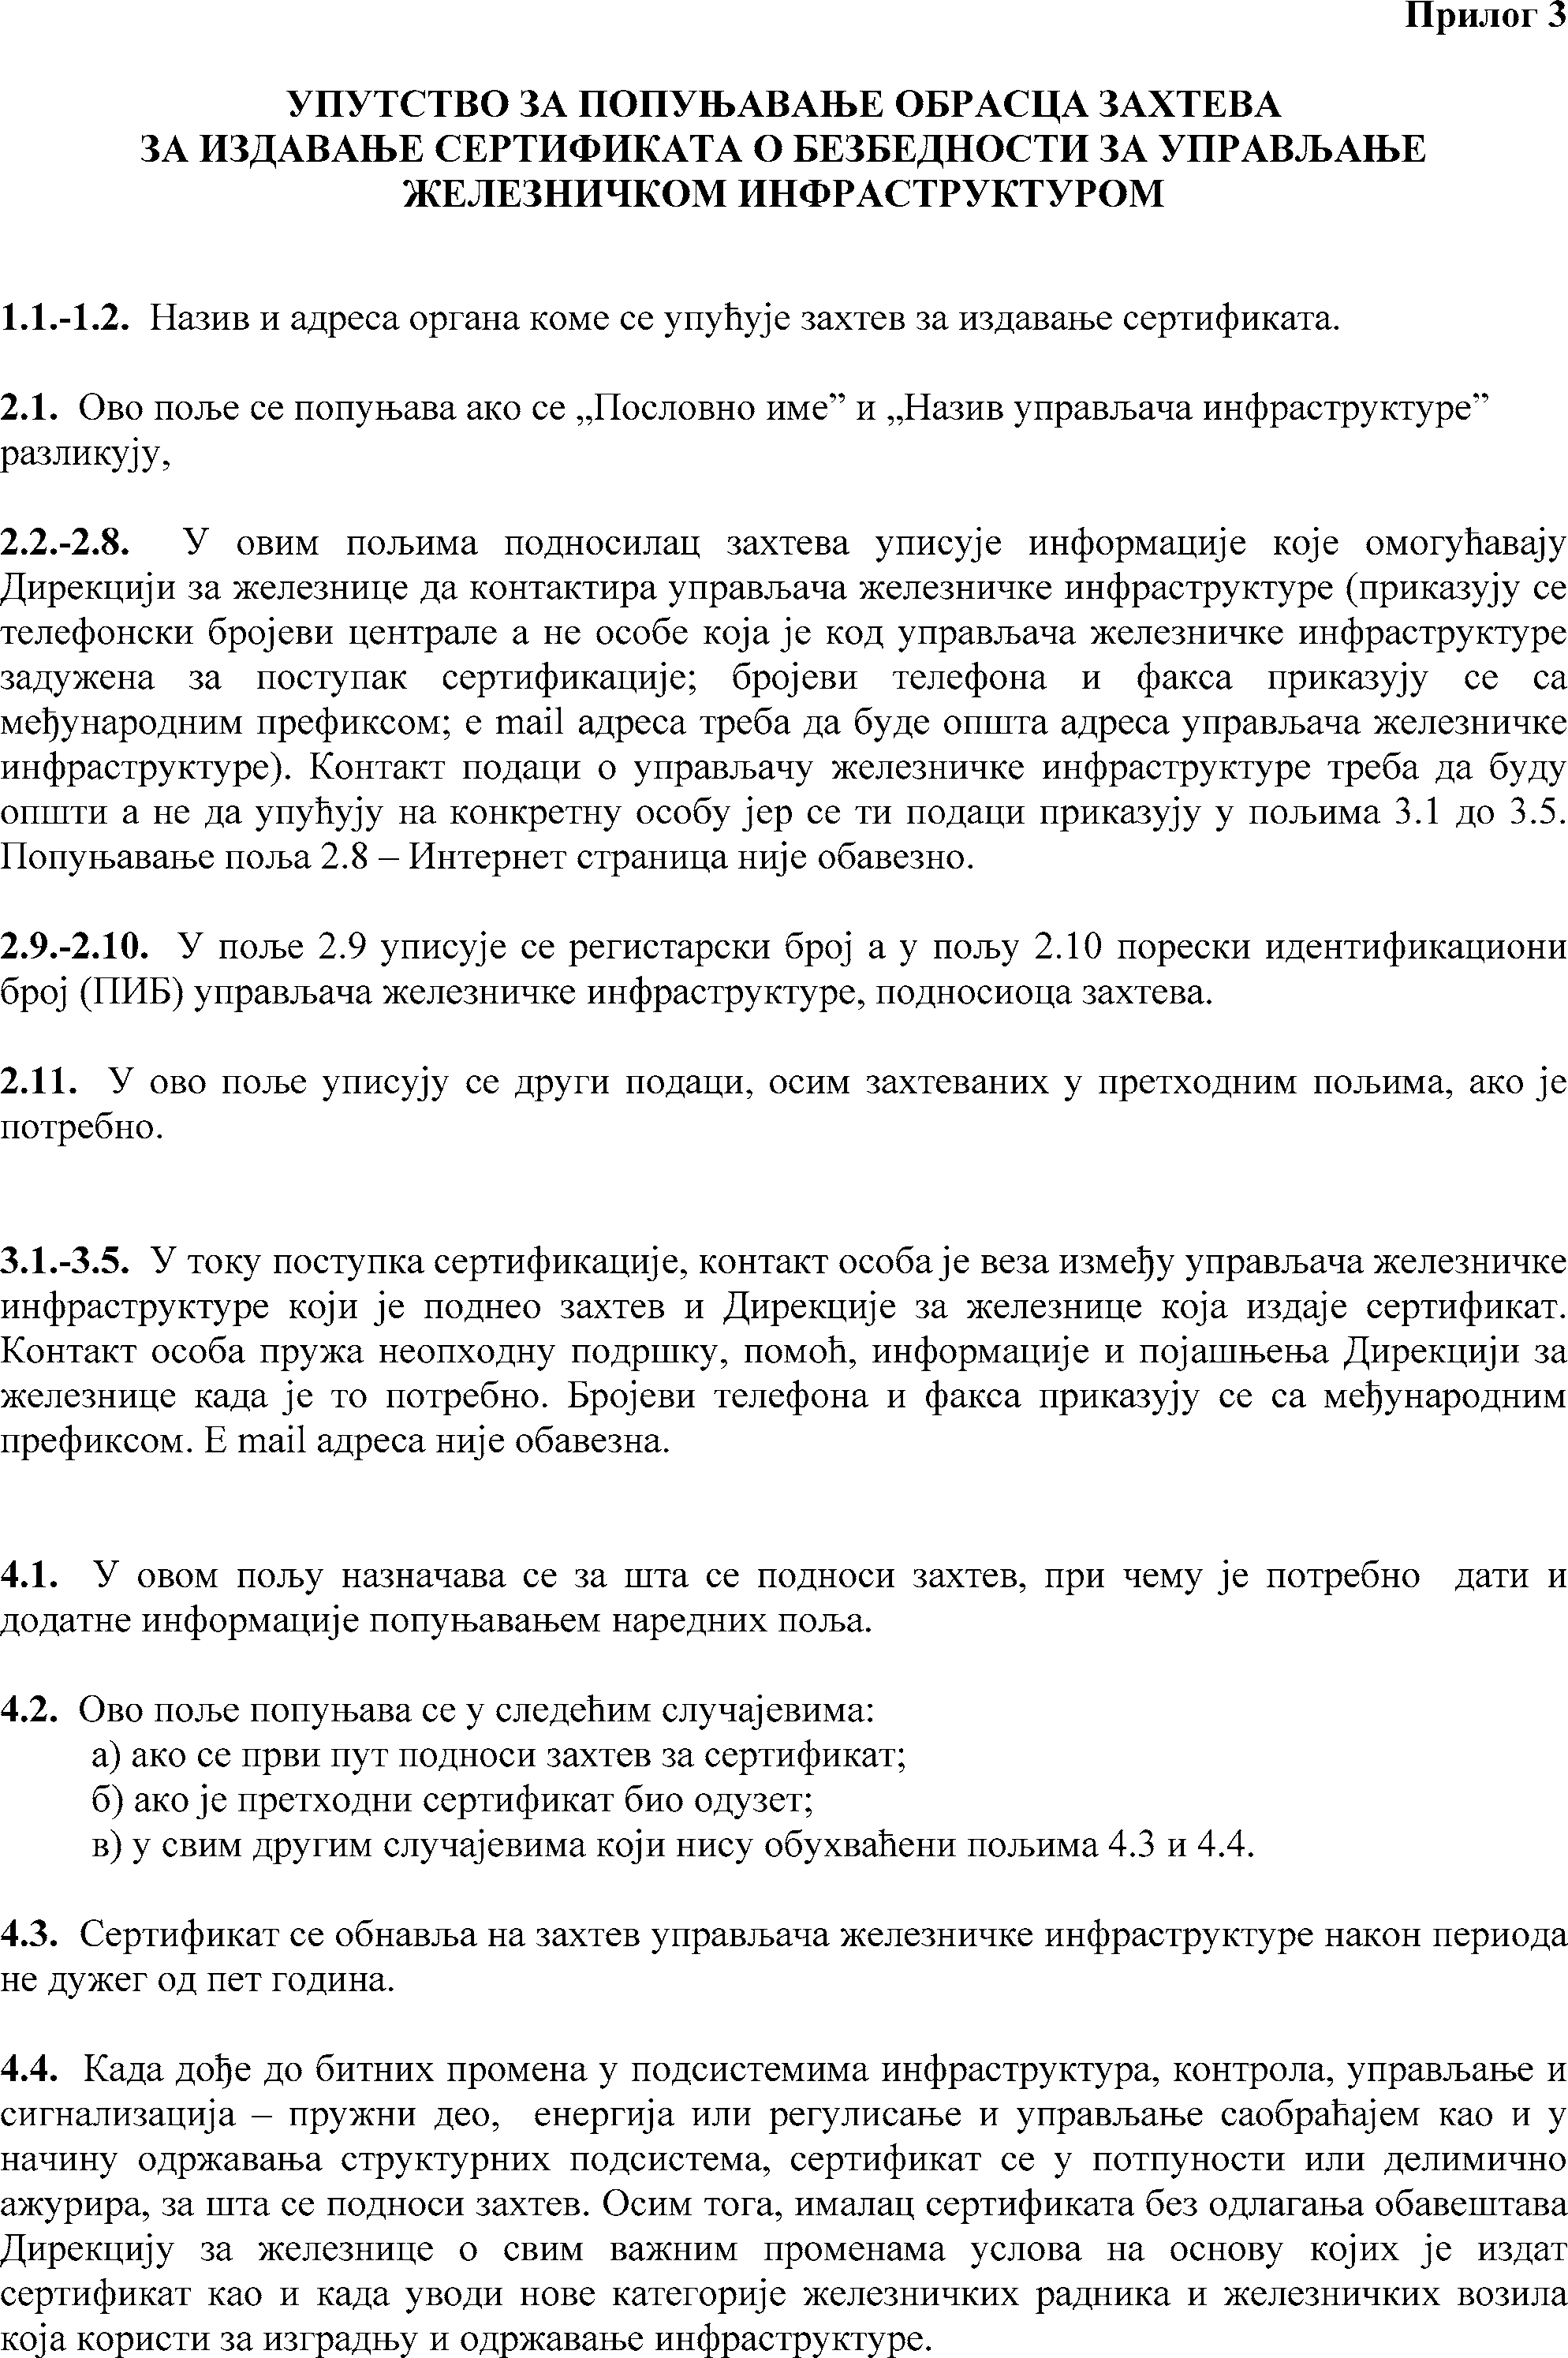 Прилог 3
УПУТСТВО ЗА ПОПУЊАВАЊЕ ОБРАСЦА ЗАХТЕВА
ЗА ИЗДАВАЊЕ СЕРТИФИКАТА О БЕЗБЕДНОСТИ ЗА УПРАВЉАЊЕ
ЖЕЛЕЗНИЧКОМ ИНФРАСТРУКТУРОМ
1.1.-1.2. Назив и адреса органа коме се упућује захтев за издавање сертификата.
2.1. Ово поље се попуњава ако се „Пословно име” и „Назив управљача инфраструктуре”
разликују,
2.2.-2.8. У овим пољима подносилац захтева уписује информације које омогућавају
Дирекцији за железнице да контактира управљача железничке инфраструктуре (приказују се
телефонски бројеви централе а не особе која је код управљача железничке инфраструктуре
задужена за поступак сертификације; бројеви телефона и факса приказују се са
међународним префиксом; e mail адреса треба да буде општа адреса управљача железничке
инфраструктуре). Контакт подаци о управљачу железничке инфраструктуре треба да буду
општи а не да упућују на конкретну особу јер се ти подаци приказују у пољима 3.1 до 3.5.
Попуњавање поља 2.8 – Интернет страница није обавезно.
2.9.-2.10. У поље 2.9 уписује се регистарски број а у пољу 2.10 порески идентификациони
број (ПИБ) управљача железничке инфраструктуре, подносиоца захтева.
2.11. У ово поље уписују се други подаци, осим захтеваних у претходним пољима, ако је
потребно.
3.1.-3.5. У току поступка сертификације, контакт особа је веза између управљача железничке
инфраструктуре који је поднео захтев и Дирекције за железнице која издаје сертификат.
Контакт особа пружа неопходну подршку, помоћ, информације и појашњења Дирекцији за
железнице када је то потребно. Бројеви телефона и факса приказују се са међународним
префиксом. E mail адреса није обавезна.
4.1. У овом пољу назначава се за шта се подноси захтев, при чему је потребно дати и
додатне информације попуњавањем наредних поља.
4.2. Ово поље попуњава се у следећим случајевима:
а) ако се први пут подноси захтев за сертификат;
б) ако је претходни сертификат био одузет;
в) у свим другим случајевима који нису обухваћени пољима 4.3 и 4.4.
4.3. Сертификат се обнавља на захтев управљача железничке инфраструктуре након периода
не дужег од пет година.
4.4. Када дође до битних промена у подсистемима инфраструктура, контрола, управљање и
сигнализација – пружни део, енергија или регулисање и управљање саобраћајем као и у
начину одржавања структурних подсистема, сертификат се у потпуности или делимично
ажурира, за шта се подноси захтев. Осим тога, ималац сертификата без одлагања обавештава
Дирекцију за железнице о свим важним променама услова на основу којих је издат
сертификат као и када уводи нове категорије железничких радника и железничких возила
која користи за изградњу и одржавање инфраструктуре.